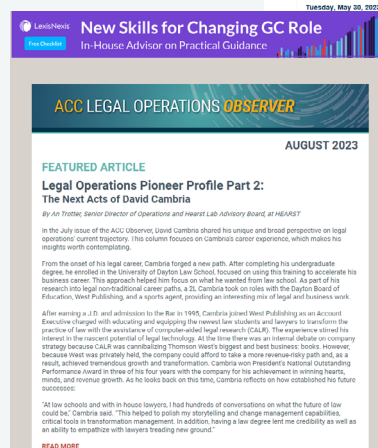 Tuesday, May 30, 2023
LexisNexis
New Skills for Changing GC Role
Free Checklist
In-House Advisor on Practical Guidance
ACC LEGAL OPERATIONS OBSERVER
AUGUST 2023
FEATURED ARTICLE
Legal Operations Pioneer Profile Part 2:
The Next Acts of David Cambria
By An Trotter, Senior Director of Operations and Hearst Lab Advisory Board, at HEARST
In the July issue of the ACC Observer, David Cambria shared his unique and broad perspective on legal
operations' current trajectory. This column focuses on Cambria's career experience, which makes his
insights worth contemplating.
From the onset of his legal career, Cambria forged a new path. After completing his undergraduate
degree, he enrolled in the University of Dayton Law School, focused on using this training to accelerate his
business career. This approach helped him focus on what he wanted from law school. As part of his
research into legal non-traditional career paths, a 2L Cambria took on roles with the Dayton Board of
Education, West Publishing, and a sports agent, providing an interesting mix of legal and business work.
After earning a J.D. and admission to the Bar in 1995, Cambria joined West Publishing as an Account
Executive charged with educating and equipping the newest law students and lawyers to transform the
practice of law with the assistance of computer-aided legal research (CALR). The experience stirred his
interest in the nascent potential of legal technology. At the time there was an internal debate on company
strategy because CALR was cannibalizing Thomson West's biggest and best business: books. However,
because West was privately held, the company could afford to take a more revenue-risky path and, as a
result, achieved tremendous growth and transformation. Cambria won President's National Outstanding
Performance Award in three of his four years with the company for his achievement in winning hearts,
minds, and revenue growth. As he looks back on this time, Cambria reflects on how established his future
successes:
"At law schools and with in house lawyers, I had hundreds of conversations on what the future of law
could be," Cambria said. "This helped to polish my storytelling and change management capabilities,
critical tools in transformation management. In addition, having a law degree lent me credibility as well as
an ability to empathize with lawyers treading new ground."
READ MORE